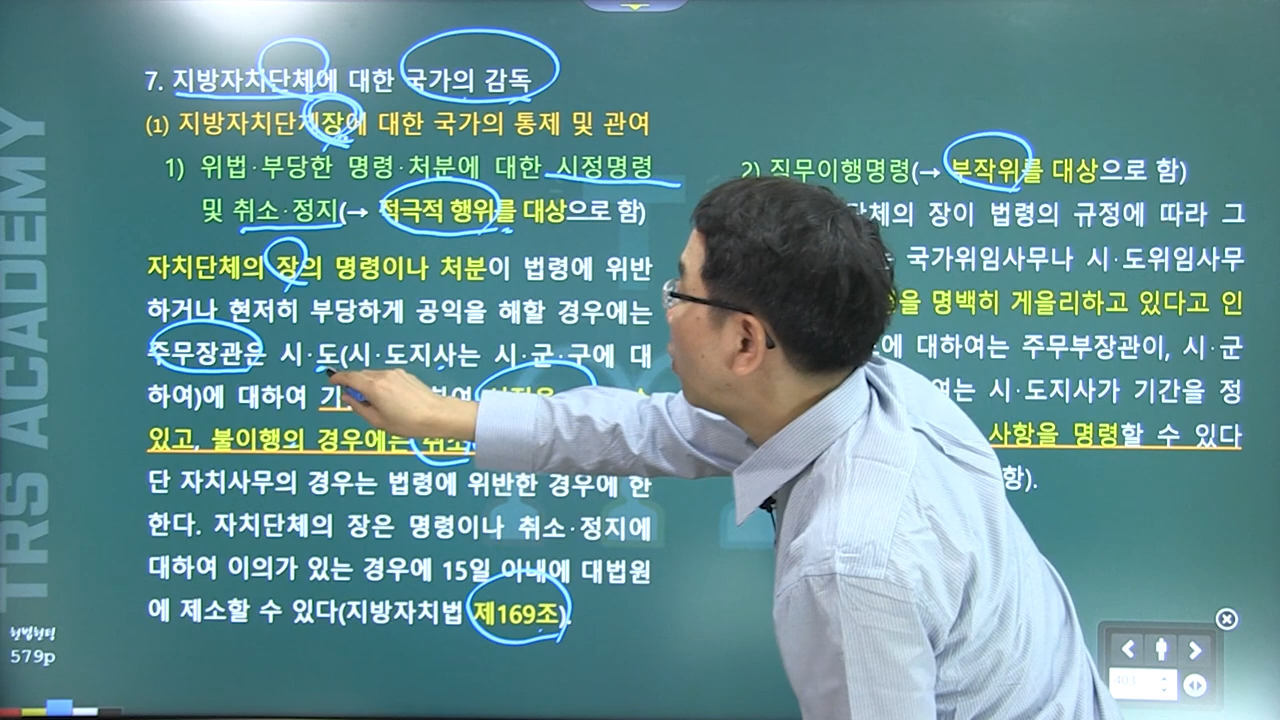 7. 지방자치단체에 대한 국가의 감독
(1) 지방자치단체장에 대한 국가의 통제 및 관여
1) 위법·부당한 명령·처분에 대한 시정명령
및 취소·정지(→ 적극적 행위를 대상으로 함)
자치단체의 장의 명령이나 처분이 법령에 위반
하거나 현저히 부당하게 공익을 해할 경우에는
주무장관은 시·도(시·도지사는 시·군·구에 대
하여)에 대하여
있고, 불이행의 경우에는 취소
단 자치사무의 경우는 법령에 위반한 경우에 한
한다. 자치단체의 장은 명령이나 취소·정지에
대하여 이의가 있는 경우에 15일 이내에 대법원
에 제소할 수 있다(지방자치법 제169조).
2) 직무이행명령(→ 부작위를 대상으로 함)
장이 법령의 규정에 따라 그
국가위임사무나 시·도위임사무
명백히 게을리하고 있다고 인
에 대하여는 주무부장관이, 시·군
시·도지사가 기간을 정
사항을 명령할 수 있다
TRS ACADEMY
헌법현정
579p
403